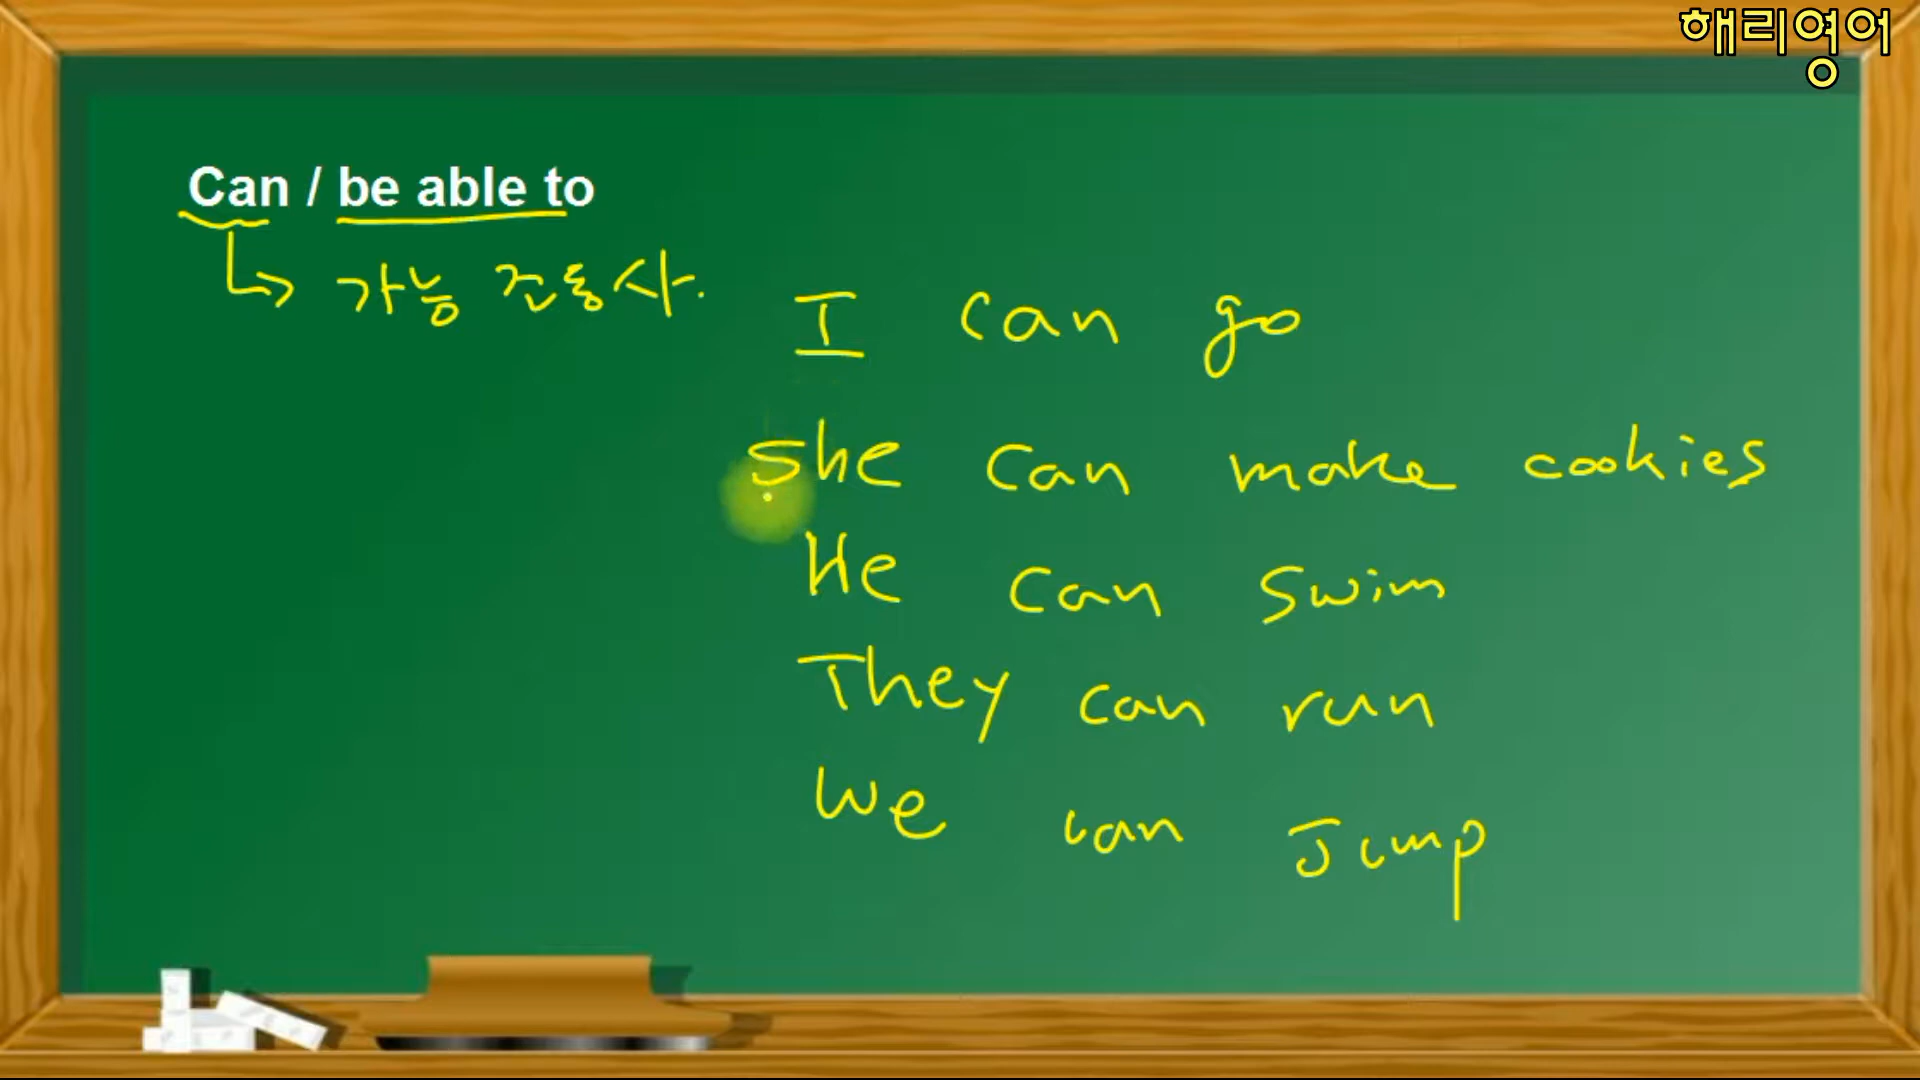 해리영어
Can / be able to
가능 조동사.
I can go
She can make cookies
He can swim
They can run
We can Jump